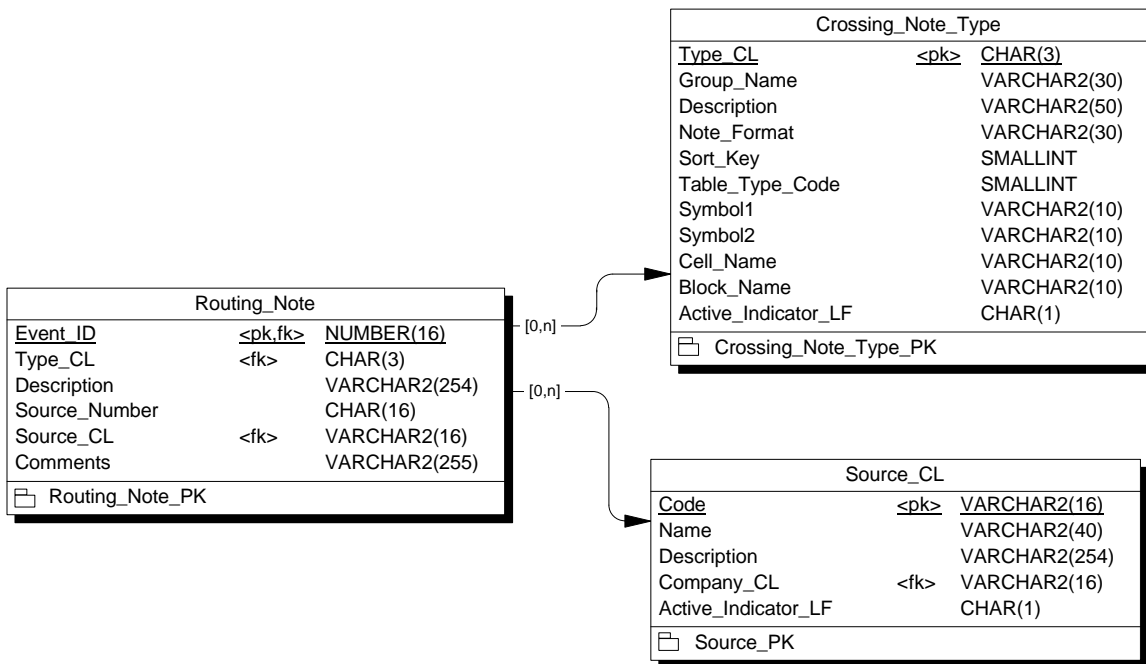 Crossing_Note_Type
Type_CL <pk> CHAR(3)
Group_Name VARCHAR2(30)
Description VARCHAR2(50)
Note_Format VARCHAR2(30)
Sort_Key SMALLINT
Table_Type_Code SMALLINT
Symbol1 VARCHAR2(10)
Symbol2 VARCHAR2(10)
Cell_Name VARCHAR2(10)
Block_Name VARCHAR2(10)
Active_Indicator_LF CHAR(1)
Crossing_Note_Type_PK
Routing_Note
Event_ID <pk,fk> NUMBER(16)
Type_CL <fk> CHAR(3)
Description VARCHAR2(254)
Source_Number CHAR(16)
Source_CL <fk> VARCHAR2(16)
Comments VARCHAR2(255)
Routing_Note_PK
[0,n]
[0,n]
Source_CL
Code <pk> VARCHAR2(16)
Name VARCHAR2(40)
Description VARCHAR2(254)
Company_CL <fk> VARCHAR2(16)
Active_Indicator_LF CHAR(1)
Source_PK